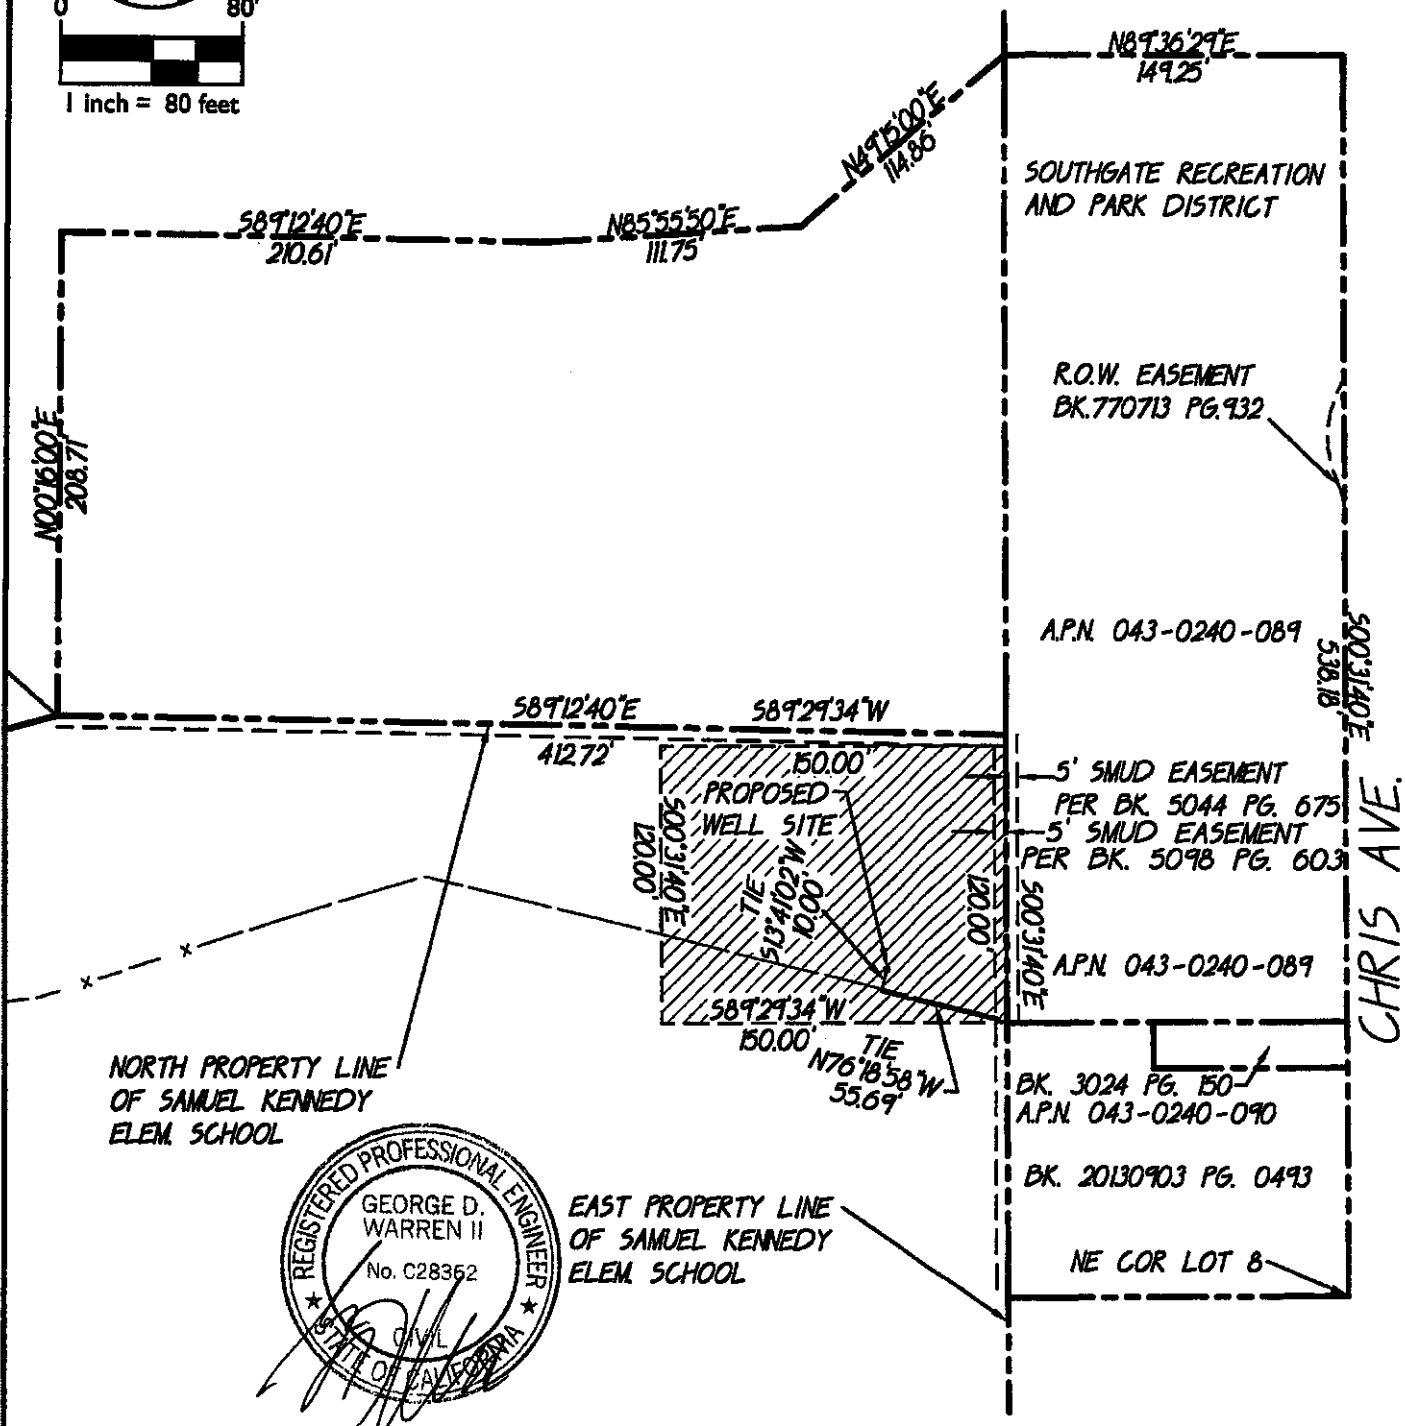 0 80'
1 inch = 80 feet
N89°36'29"E
149.25'
N49°15'00"E
114.86'
SOUTHGATE RECREATION
AND PARK DISTRICT
S89°12'40"E
210.61'
N85°55'50"E
111.75'
R.O.W. EASEMENT
BK.770713 PG.932
N00°16'00"E
208.71'
A.P.N. 043-0240-089
S00°31'40"E
538.18'
S89°12'40"E
412.72'
S89°29'34"W
150.00'
PROPOSED
WELL SITE
5' SMUD EASEMENT
PER BK. 5044 PG. 675
5' SMUD EASEMENT
PER BK. 5098 PG. 603
S00°31'40"E
120.00'
TIE
S13°41'02"W
10.00'
120.00'
S00°31'40"E
A.P.N. 043-0240-089
CHRIS AVE.
S89°29'34"W
150.00'
TIE
N76°18'58"W
55.69'
NORTH PROPERTY LINE
OF SAMUEL KENNEDY
ELEM. SCHOOL
BK. 3024 PG. 150
A.P.N. 043-0240-090
BK. 20130903 PG. 0493
REGISTERED PROFESSIONAL ENGINEER
GEORGE D.
WARREN II
No. C28362
CIVIL
STATE OF CALIFORNIA
EAST PROPERTY LINE
OF SAMUEL KENNEDY
ELEM. SCHOOL
NE COR LOT 8